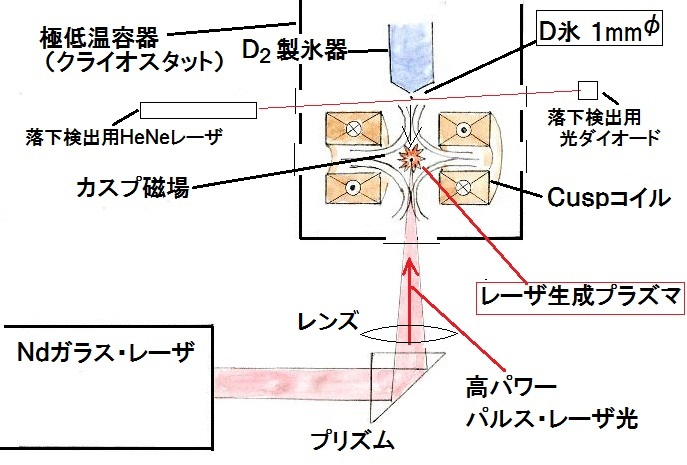 極低温容器
（クライオスタット）
D2 製氷器
D氷 1mmφ
落下検出用HeNeレーザ
落下検出用
光ダイオード
カスプ磁場
Cuspコイル
レーザ生成プラズマ
レンズ
Ndガラス・レーザ
高パワー
パルス・レーザ光
プリズム